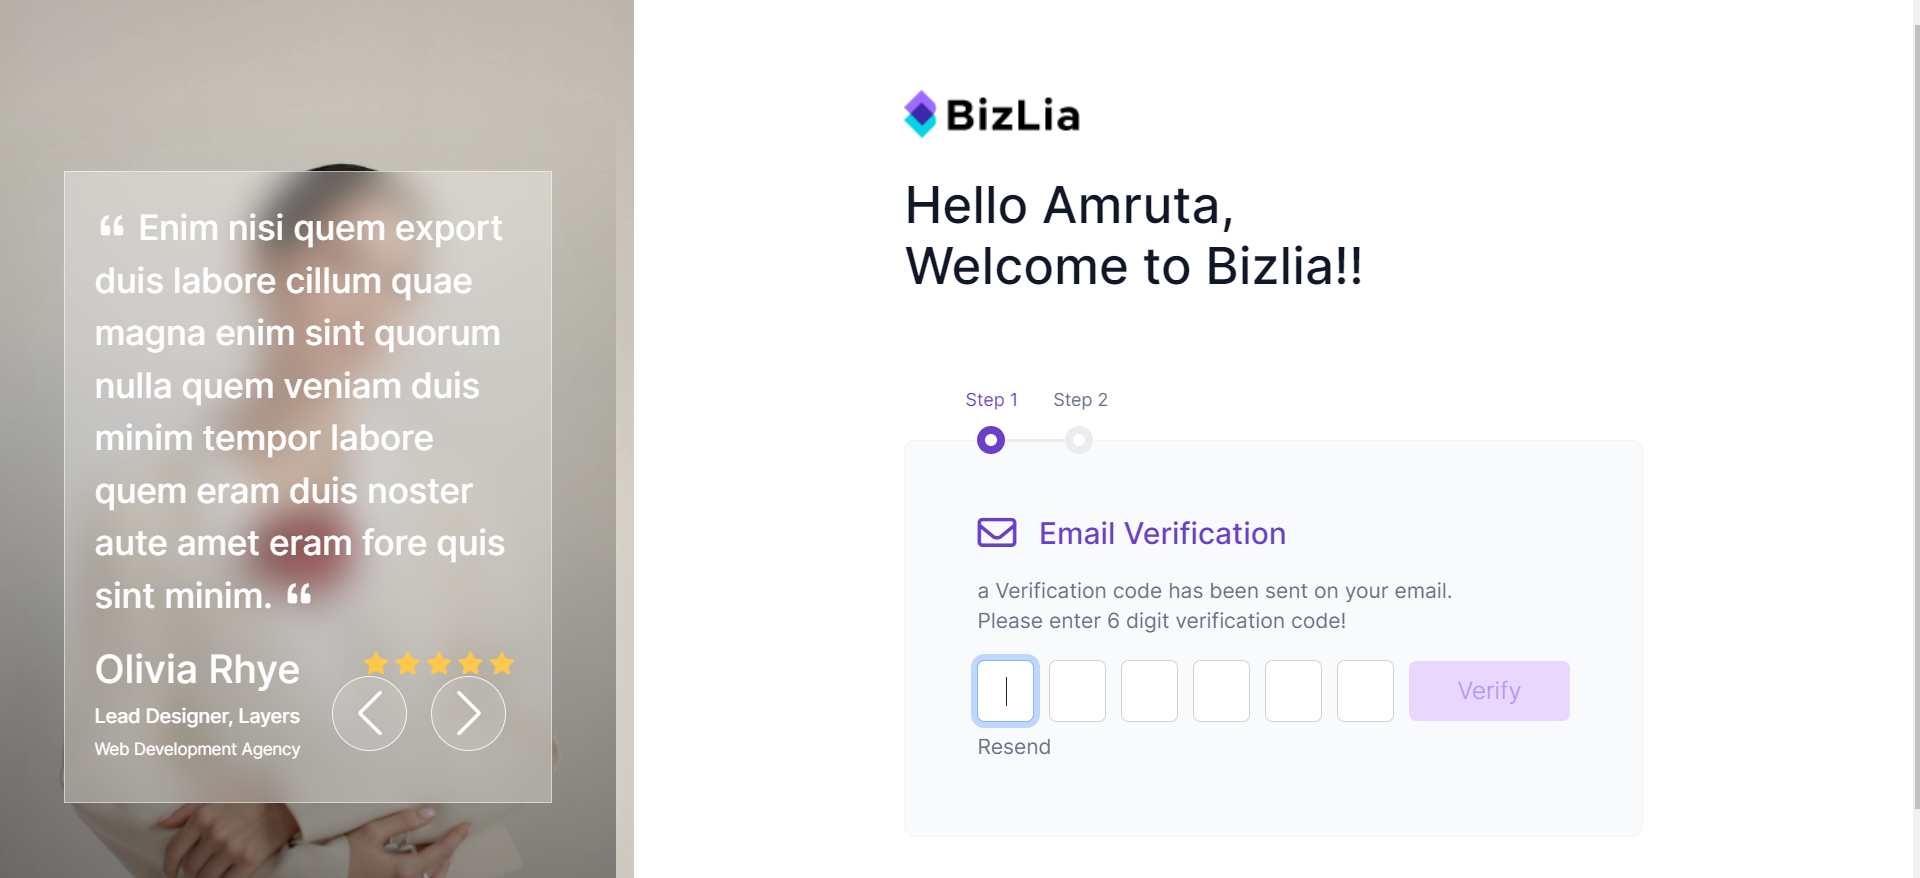 “ Enim nisi quem export
duis labore cillum quae
magna enim sint quorum
nulla quem veniam duis
minim tempor labore
quem eram duis noster
aute amet eram fore quis
sint minim. “
Olivia Rhye
Lead Designer, Layers
Web Development Agency
BizLia
Hello Amruta,
Welcome to Bizlia!!
Step 1 Step 2
Email Verification
a Verification code has been sent on your email.
Please enter 6 digit verification code!
Verify
Resend